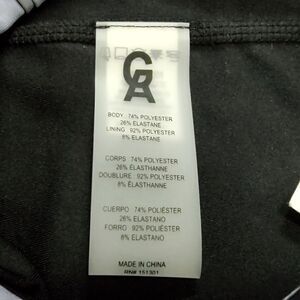 GA
BODY: 74% POLYESTER
26% ELASTANE
LINING: 92% POLYESTER
8% ELASTANE
CORPS: 74% POLYESTER
26% ÉLASTHANNE
DOUBLURE: 92% POLYESTER
8% ÉLASTHANNE
CUERPO: 74% POLIÉSTER
26% ELASTANO
FORRO: 92% POLIÉSTER
8% ELASTANO
MADE IN CHINA
RN# 151301